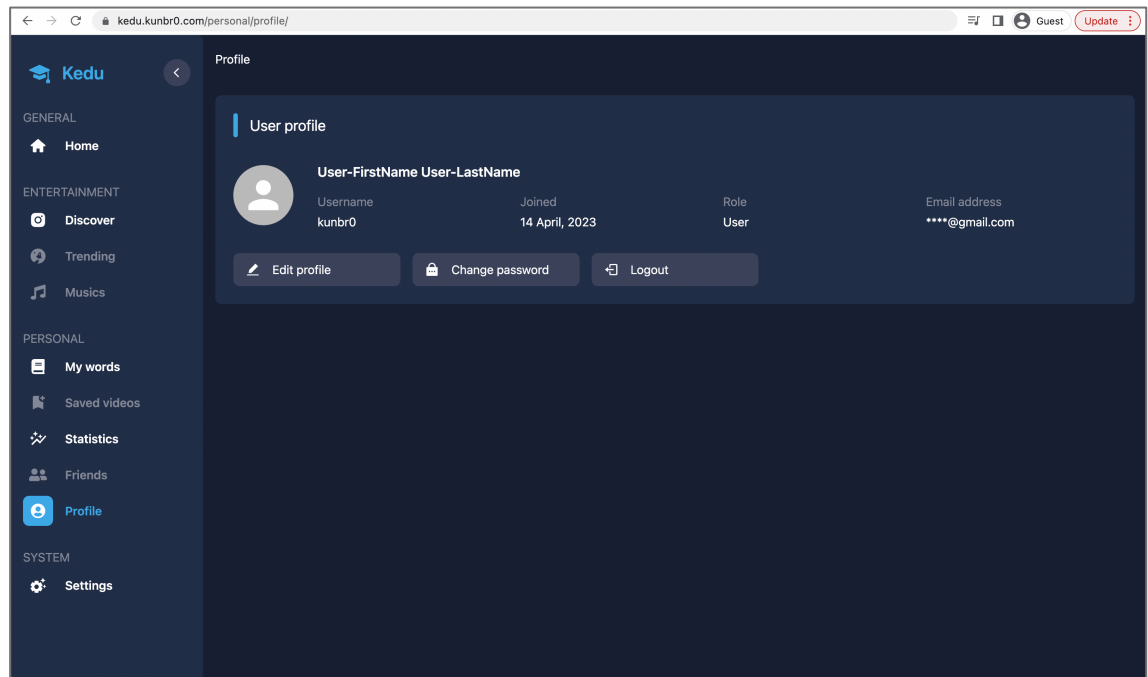 kedu.kunbr0.com/personal/profile/
Guest
Update
Kedu
GENERAL
Home
ENTERTAINMENT
Discover
Trending
Musics
PERSONAL
My words
Saved videos
Statistics
Friends
Profile
SYSTEM
Settings
Profile
User profile
User-FirstName User-LastName
Username Joined Role Email address
kunbr0 14 April, 2023 User ****@gmail.com
Edit profile Change password Logout